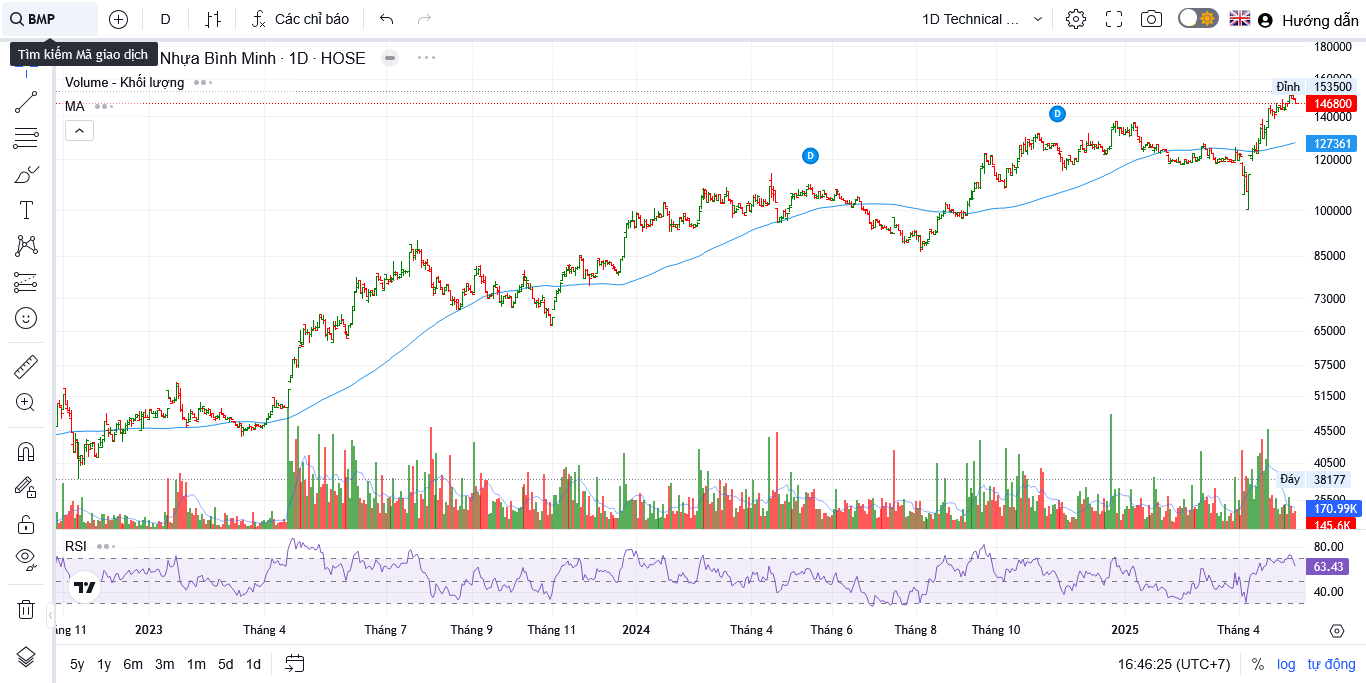 BMP
D
Các chỉ báo
1D Technical ...
Hướng dẫn
Tìm kiếm Mã giao dịch
Nhựa Bình Minh · 1D · HOSE
Volume - Khối lượng
MA
180000
160000
Đỉnh 153500
146800
140000
127361
120000
100000
85000
73000
65000
57500
51500
45500
40500
Đáy 38177
35500
170.99K
145.6K
D
D
RSI
80.00
63.43
40.00
ng 11 2023 Tháng 4 Tháng 7 Tháng 9 Tháng 11 2024 Tháng 4 Tháng 6 Tháng 8 Tháng 10 2025 Tháng 4
5y 1y 6m 3m 1m 5d 1d
16:46:25 (UTC+7) % log tự động